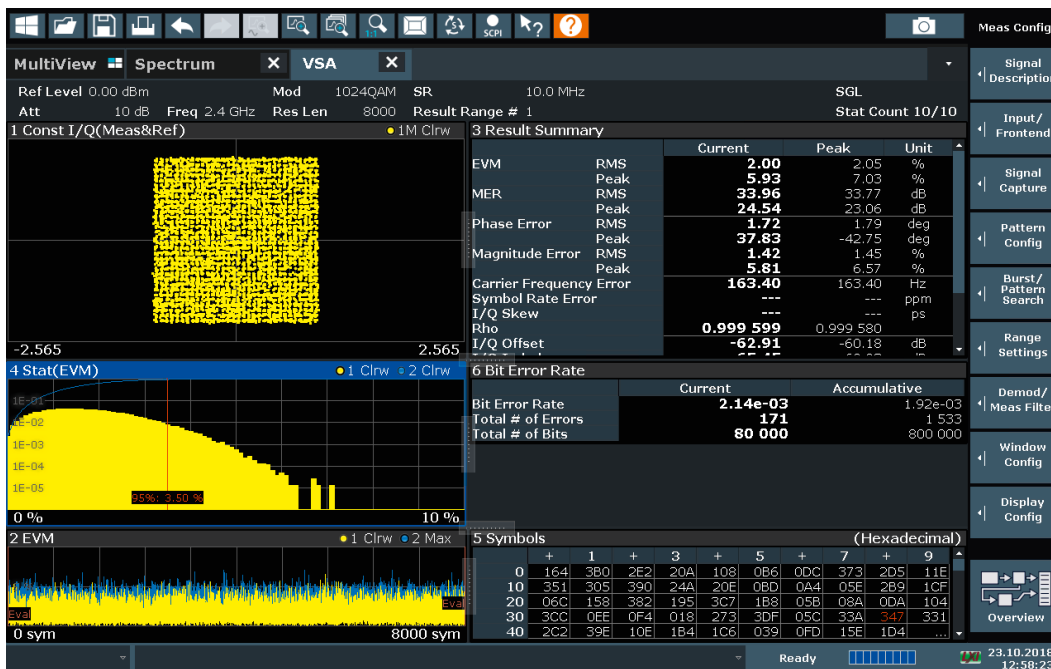 1:1
SCPI
?
?
Meas Config
MultiView Spectrum X VSA X
Ref Level 0.00 dBm Mod 1024QAM SR 10.0 MHz SGL
Att 10 dB Freq 2.4 GHz Res Len 8000 Result Range # 1 Stat Count 10/10
1 Const I/Q(Meas&Ref) 1M Clrw
-2.565 2.565
3 Result Summary
Current Peak Unit
EVM RMS 2.00 2.05 %
Peak 5.93 7.03 %
MER RMS 33.96 33.77 dB
Peak 24.54 23.06 dB
Phase Error RMS 1.72 1.79 deg
Peak 37.83 -42.75 deg
Magnitude Error RMS 1.42 1.45 %
Peak 5.81 6.57 %
Carrier Frequency Error 163.40 163.40 Hz
Symbol Rate Error --- --- ppm
I/Q Skew --- --- ps
Rho 0.999 599 0.999 580
I/Q Offset -62.91 -60.18 dB
4 Stat(EVM) 1 Clrw 2 Clrw
1E-01
1E-02
1E-03
1E-04
1E-05
95%: 3.50 %
0 % 10 %
6 Bit Error Rate
Current Accumulative
Bit Error Rate 2.14e-03 1.92e-03
Total # of Errors 171 1 533
Total # of Bits 80 000 800 000
2 EVM 1 Clrw 2 Max
Eval
Eval
0 sym 8000 sym
5 Symbols (Hexadecimal)
+ 1 + 3 + 5 + 7 + 9
0 164 3B0 2E2 20A 108 0B6 0DC 373 2D5 11E
10 351 305 390 24A 20E 0BD 0A4 05E 2B9 1CF
20 06C 158 382 195 3C7 1B8 05B 08A 0DA 104
30 3CC 0EE 0F4 018 273 3DF 05C 33A 347 331
40 2C2 39E 10E 1B4 1C6 039 0FD 15E 1D4 ...
Signal
Descriptio
Input/
Frontend
Signal
Capture
Pattern
Config
Burst/
Pattern
Search
Range
Settings
Demod/
Meas Filte
Window
Config
Display
Config
Overview
Ready
23.10.2018
12:58:2